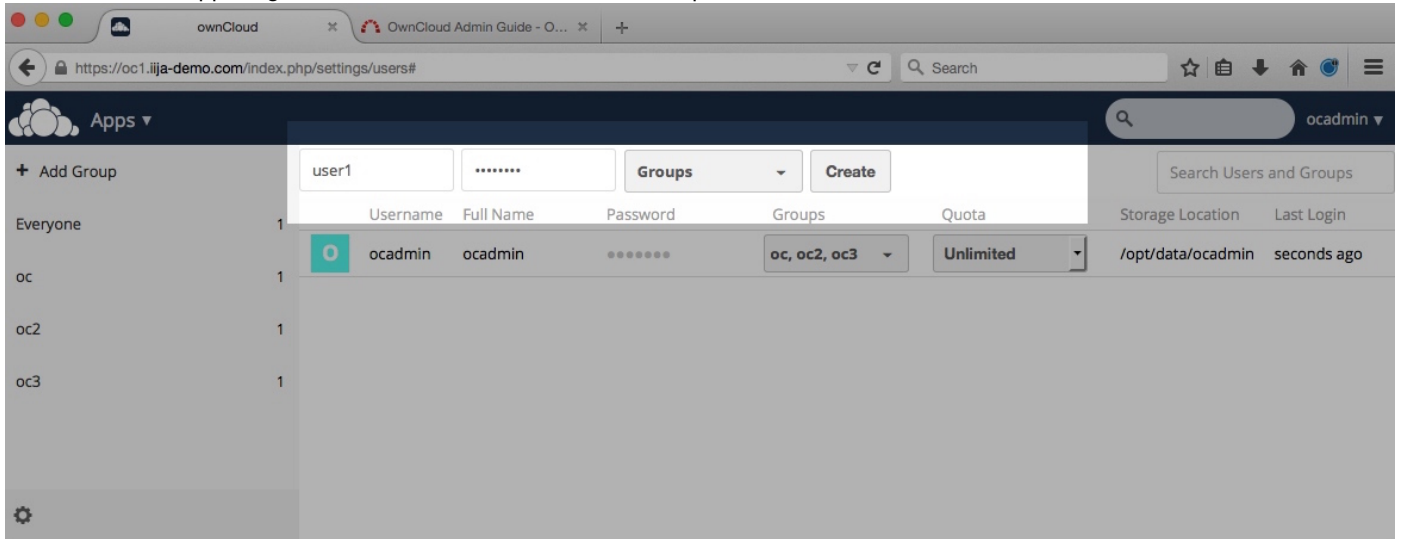 ownCloud × OwnCloud Admin Guide - O... × +
https://oc1.iija-demo.com/index.php/settings/users# Search
Apps ▾ ocadmin ▾
+ Add Group user1 •••••••• Groups Create Search Users and Groups
Username Full Name Password Groups Quota Storage Location Last Login
Everyone 1
O ocadmin ocadmin ●●●●●●● oc, oc2, oc3 Unlimited /opt/data/ocadmin seconds ago
oc 1
oc2 1
oc3 1